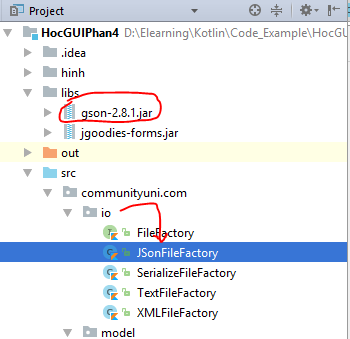 Project
HocGUIPhan4 D:\Elearning\Kotlin\Code_Example\HocGU
.idea
hinh
libs
gson-2.8.1.jar
jgoodies-forms.jar
out
src
communityuni.com
io
FileFactory
JSonFileFactory
SerializeFileFactory
TextFileFactory
XMLFileFactory
model